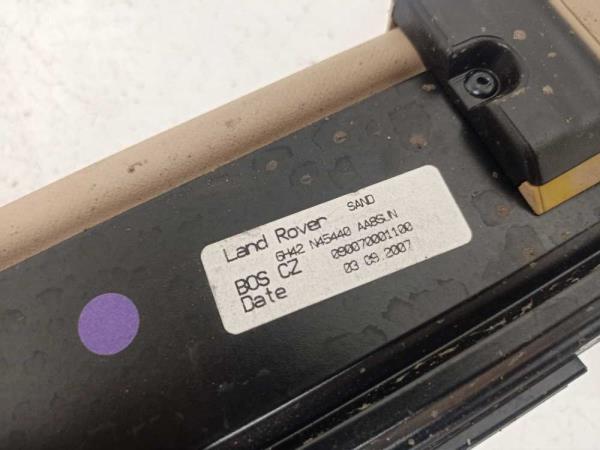 Land Rover SAND
6H42 N45440 AA8SUN
BOS CZ 090070001100
Date 03 09 2007